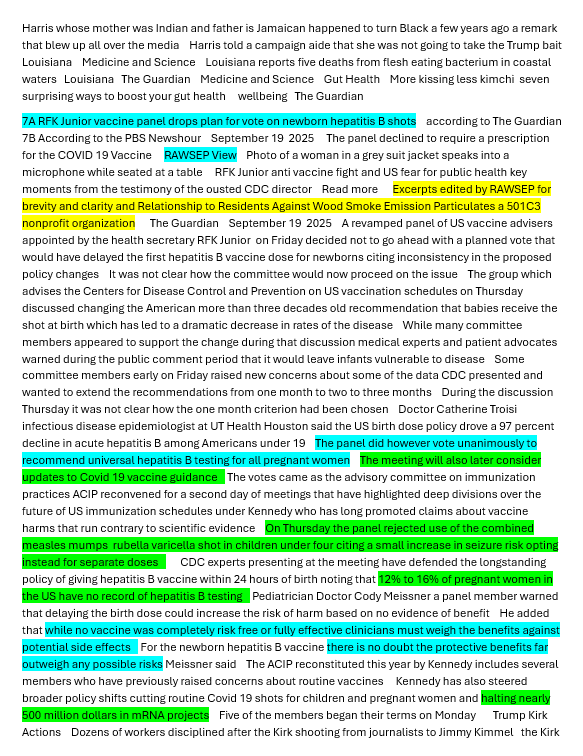 Harris whose mother was Indian and father is Jamaican happened to turn Black a few years ago a remark
that blew up all over the media    Harris told a campaign aide that she was not going to take the Trump bait
Louisiana    Medicine and Science    Louisiana reports five deaths from flesh eating bacterium in coastal
waters   Louisiana   The Guardian    Medicine and Science    Gut Health    More kissing less kimchi  seven
surprising ways to boost your gut health     wellbeing   The Guardian
7A RFK Junior vaccine panel drops plan for vote on newborn hepatitis B shots    according to The Guardian
7B According to the PBS Newshour    September 19  2025    The panel declined to require a prescription
for the COVID 19 Vaccine     RAWSEP View    Photo of a woman in a grey suit jacket speaks into a
microphone while seated at a table     RFK Junior anti vaccine fight and US fear for public health key
moments from the testimony of the ousted CDC director    Read more     Excerpts edited by RAWSEP for
brevity and clarity and Relationship to Residents Against Wood Smoke Emission Particulates a 501C3
nonprofit organization     The Guardian    September 19  2025    A revamped panel of US vaccine advisers
appointed by the health secretary RFK Junior  on Friday decided not to go ahead with a planned vote that
would have delayed the first hepatitis B vaccine dose for newborns citing inconsistency in the proposed
policy changes    It was not clear how the committee would now proceed on the issue    The group which
advises the Centers for Disease Control and Prevention on US vaccination schedules on Thursday
discussed changing the American more than three decades old recommendation that babies receive the
shot at birth which has led to a dramatic decrease in rates of the disease    While many committee
members appeared to support the change during that discussion medical experts and patient advocates
warned during the public comment period that it would leave infants vulnerable to disease    Some
committee members early on Friday raised new concerns about some of the data CDC presented and
wanted to extend the recommendations from one month to two to three months    During the discussion
Thursday it was not clear how the one month criterion had been chosen    Doctor Catherine Troisi
infectious disease epidemiologist at UT Health Houston said the US birth dose policy drove a 97 percent
decline in acute hepatitis B among Americans under 19    The panel did however vote unanimously to
recommend universal hepatitis B testing for all pregnant women    The meeting will also later consider
updates to Covid 19 vaccine guidance    The votes came as the advisory committee on immunization
practices ACIP reconvened for a second day of meetings that have highlighted deep divisions over the
future of US immunization schedules under Kennedy who has long promoted claims about vaccine
harms that run contrary to scientific evidence    On Thursday the panel rejected use of the combined
measles mumps  rubella varicella shot in children under four citing a small increase in seizure risk opting
instead for separate doses      CDC experts presenting at the meeting have defended the longstanding
policy of giving hepatitis B vaccine within 24 hours of birth noting that 12% to 16% of pregnant women in
the US have no record of hepatitis B testing    Pediatrician Doctor Cody Meissner a panel member warned
that delaying the birth dose could increase the risk of harm based on no evidence of benefit    He added
that while no vaccine was completely risk free or fully effective clinicians must weigh the benefits against
potential side effects    For the newborn hepatitis B vaccine there is no doubt the protective benefits far
outweigh any possible risks Meissner said    The ACIP reconstituted this year by Kennedy includes several
members who have previously raised concerns about routine vaccines     Kennedy has also steered
broader policy shifts cutting routine Covid 19 shots for children and pregnant women and halting nearly
500 million dollars in mRNA projects    Five of the members began their terms on Monday      Trump Kirk
Actions    Dozens of workers disciplined after the Kirk shooting from journalists to Jimmy Kimmel   the Kirk